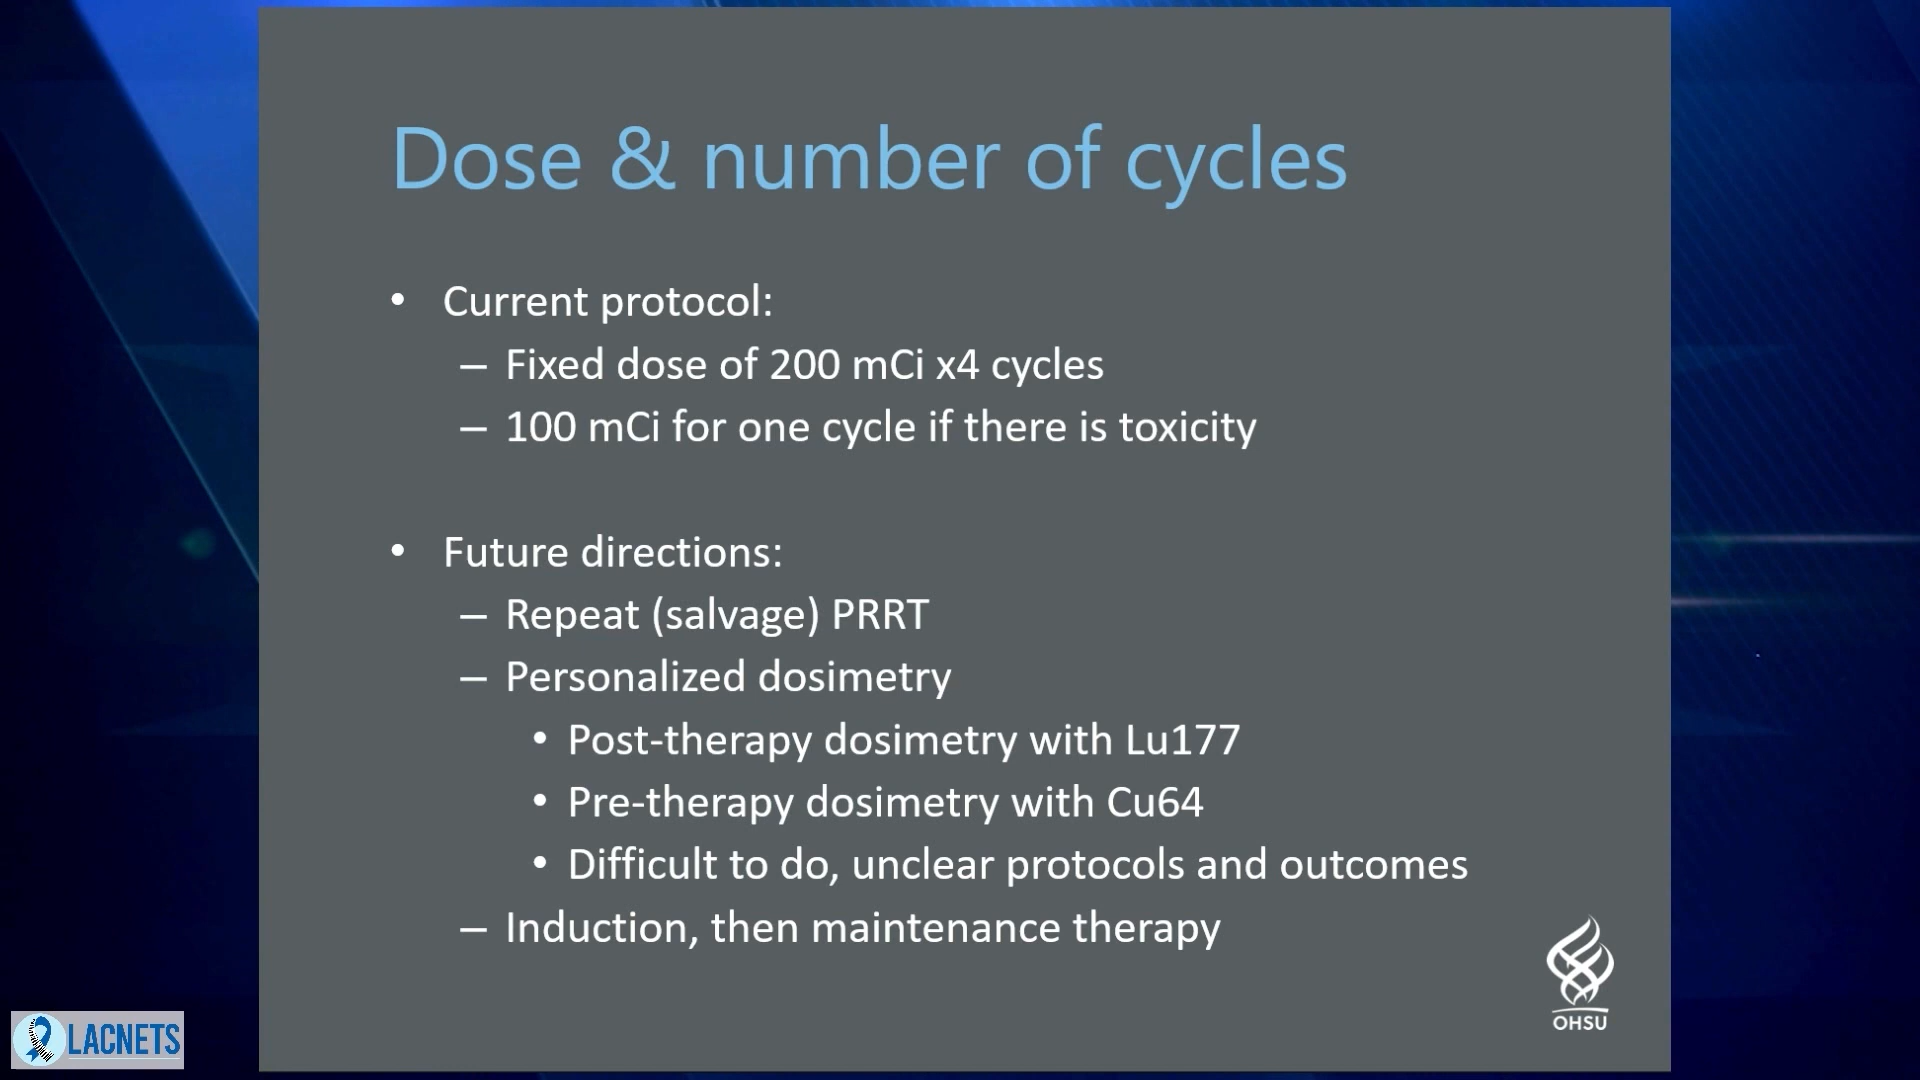 Dose & number of cycles
• Current protocol:
– Fixed dose of 200 mCi x4 cycles
– 100 mCi for one cycle if there is toxicity
• Future directions:
– Repeat (salvage) PRRT
– Personalized dosimetry
• Post-therapy dosimetry with Lu177
• Pre-therapy dosimetry with Cu64
• Difficult to do, unclear protocols and outcomes
– Induction, then maintenance therapy
OHSU
LACNETS